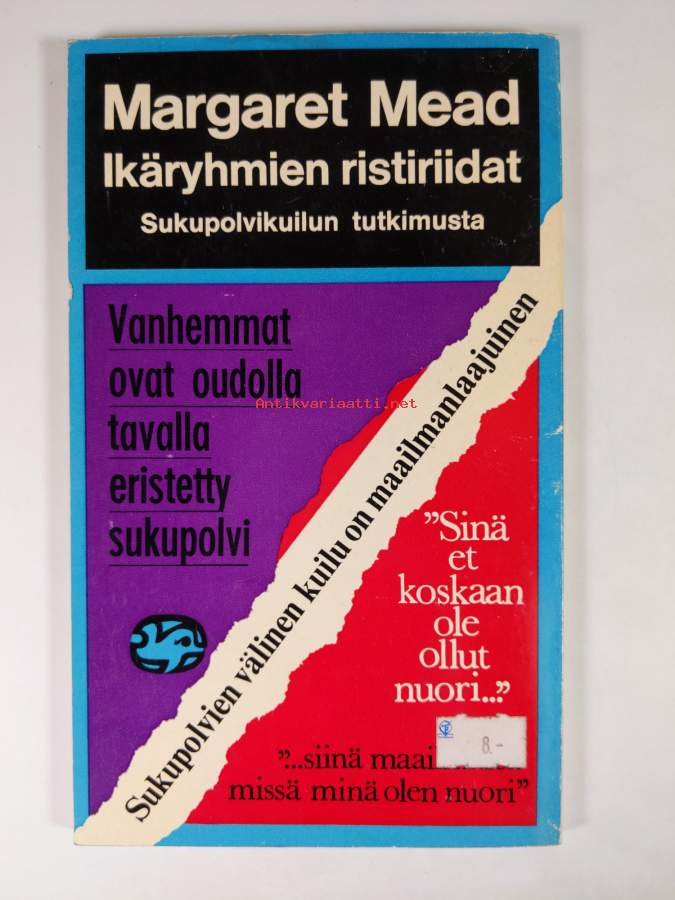 Margaret Mead
Ikäryhmien ristiriidat
Sukupolvikuilun tutkimusta
Vanhemmat
ovat oudolla
tavalla
eristetty
sukupolvi
Antikvariaatti.net
Sukupolvien välinen kuilu on maailmanlaajuinen
”Sinä
et
koskaan
ole
ollut
nuori...”
8.-
”...siinä
missä minä olen nuori”